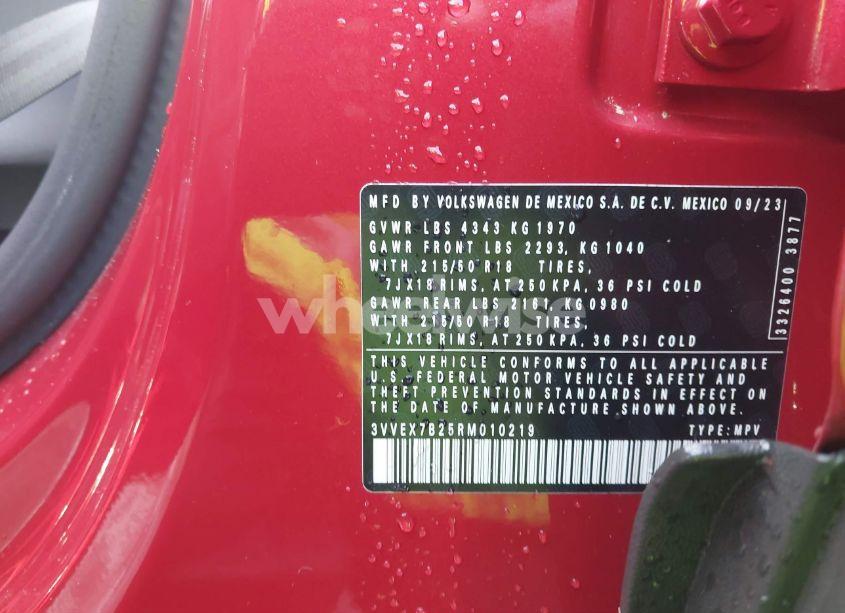 MFD BY VOLKSWAGEN DE MEXICO S.A. DE C.V. MEXICO 09/23
GVWR LBS 4343 KG 1970
GAWR FRONT LBS 2293, KG 1040
WITH 215/50 R18 TIRES,
7JX18 RIMS, AT 250 KPA, 36 PSI COLD
GAWR REAR LBS 2161, KG 0980
WITH 215/50 R18 TIRES,
7JX18 RIMS, AT 250 KPA, 36 PSI COLD
THIS VEHICLE CONFORMS TO ALL APPLICABLE
U.S. FEDERAL MOTOR VEHICLE SAFETY AND
THEFT PREVENTION STANDARDS IN EFFECT ON
THE DATE OF MANUFACTURE SHOWN ABOVE.
3VVEX7B25RM010219 TYPE: MPV
3326400 3877
wheelwise